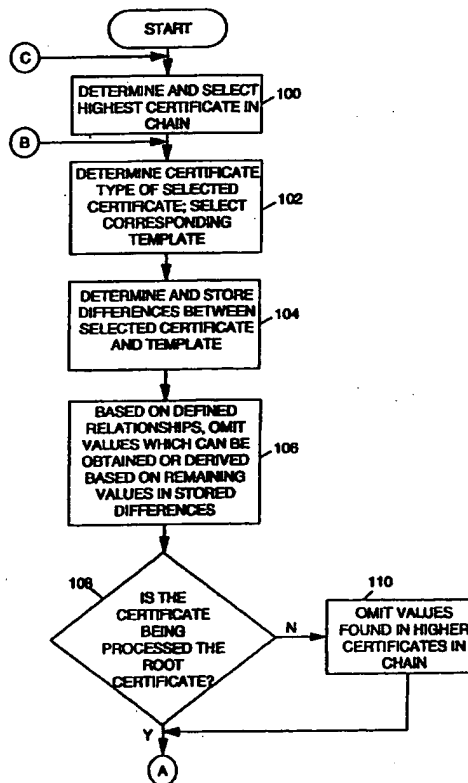 START
C
DETERMINE AND SELECT
HIGHEST CERTIFICATE IN
CHAIN
100
B
DETERMINE CERTIFICATE
TYPE OF SELECTED
CERTIFICATE; SELECT
CORRESPONDING
TEMPLATE
102
DETERMINE AND STORE
DIFFERENCES BETWEEN
SELECTED CERTIFICATE
AND TEMPLATE
104
BASED ON DEFINED
RELATIONSHIPS, OMIT
VALUES WHICH CAN BE
OBTAINED OR DERIVED
BASED ON REMAINING
VALUES IN STORED
DIFFERENCES
106
108
IS THE
CERTIFICATE
BEING
PROCESSED THE
ROOT
CERTIFICATE?
N
110
OMIT VALUES
FOUND IN HIGHER
CERTIFICATES IN
CHAIN
Y
A